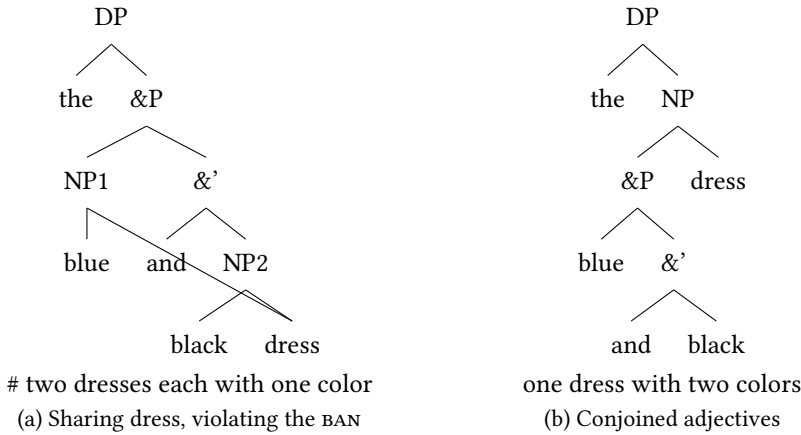 DP DP
the &P the NP
NP1 &’ &P dress
blue and NP2 blue &’
black dress and black
# two dresses each with one color one dress with two colors
(a) Sharing dress, violating the BAN (b) Conjoined adjectives